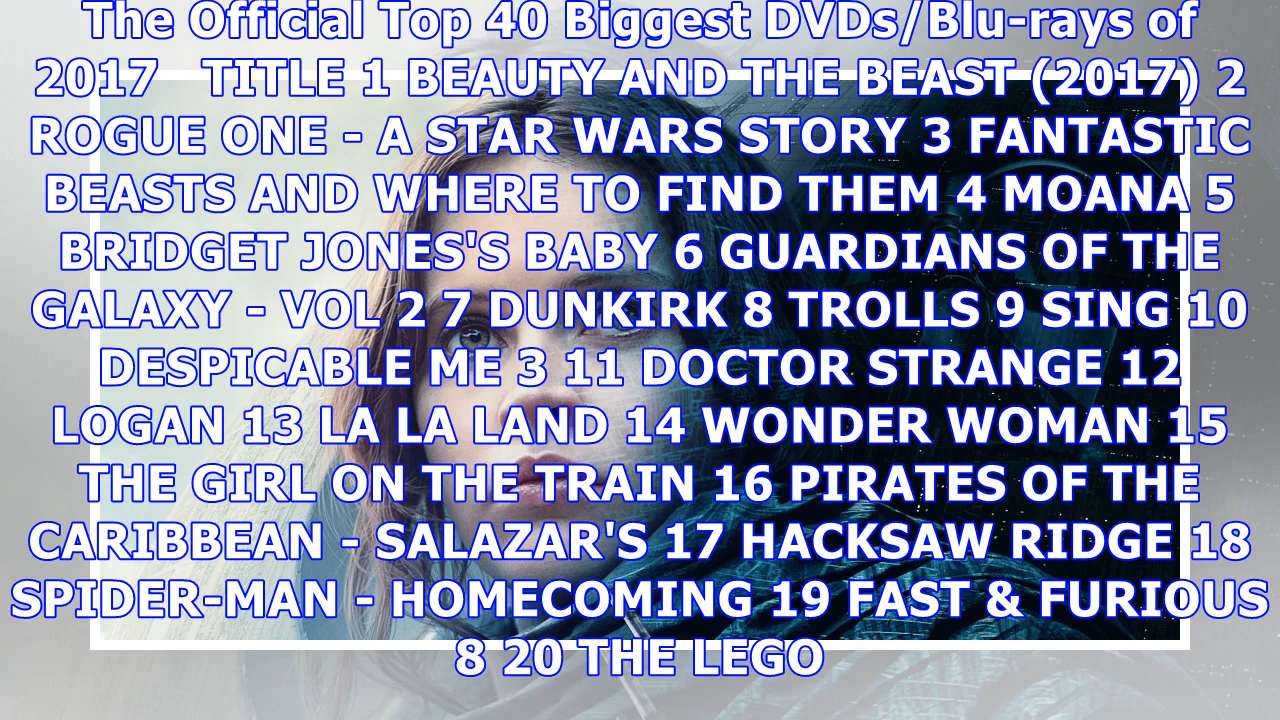 The Official Top 40 Biggest DVDs/Blu-rays of
2017 TITLE 1 BEAUTY AND THE BEAST (2017) 2
ROGUE ONE - A STAR WARS STORY 3 FANTASTIC
BEASTS AND WHERE TO FIND THEM 4 MOANA 5
BRIDGET JONES'S BABY 6 GUARDIANS OF THE
GALAXY - VOL 2 7 DUNKIRK 8 TROLLS 9 SING 10
DESPICABLE ME 3 11 DOCTOR STRANGE 12
LOGAN 13 LA LA LAND 14 WONDER WOMAN 15
THE GIRL ON THE TRAIN 16 PIRATES OF THE
CARIBBEAN - SALAZAR'S 17 HACKSAW RIDGE 18
SPIDER-MAN - HOMECOMING 19 FAST & FURIOUS
8 20 THE LEGO